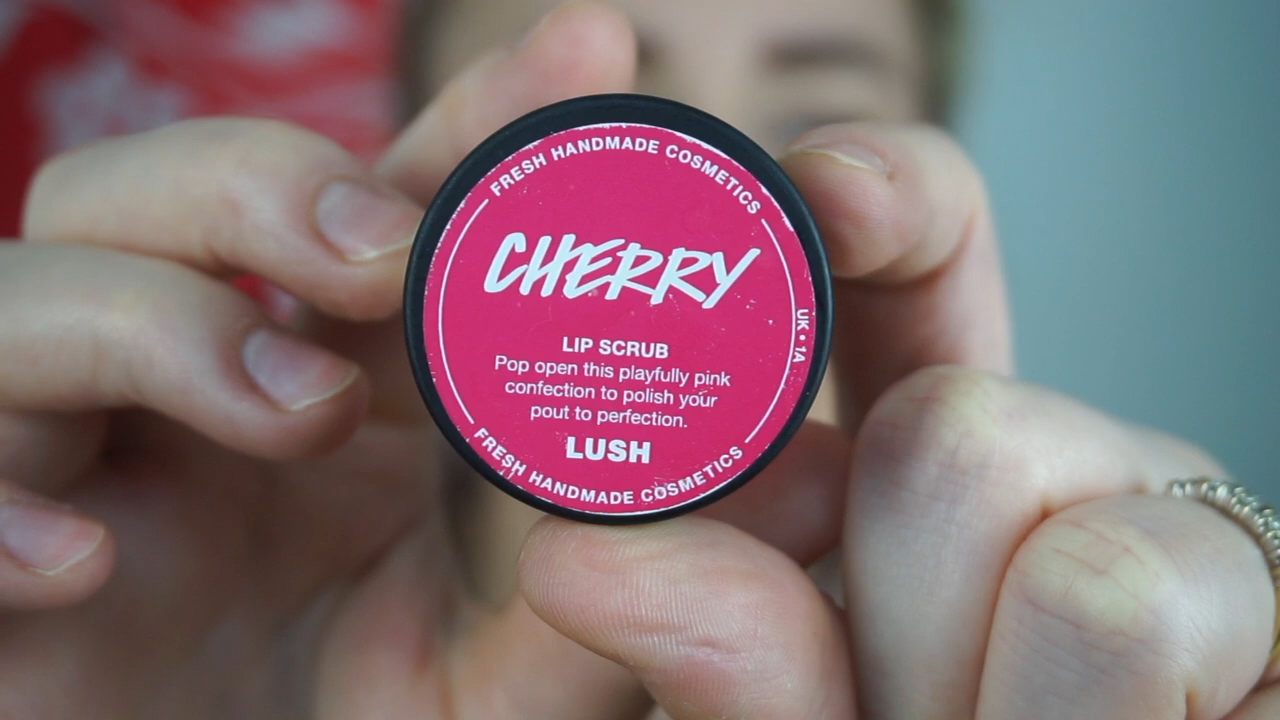 FRESH HANDMADE COSMETICS
CHERRY
UK • 1A
LIP SCRUB
Pop open this playfully pink
confection to polish your
pout to perfection.
LUSH
FRESH HANDMADE COSMETICS